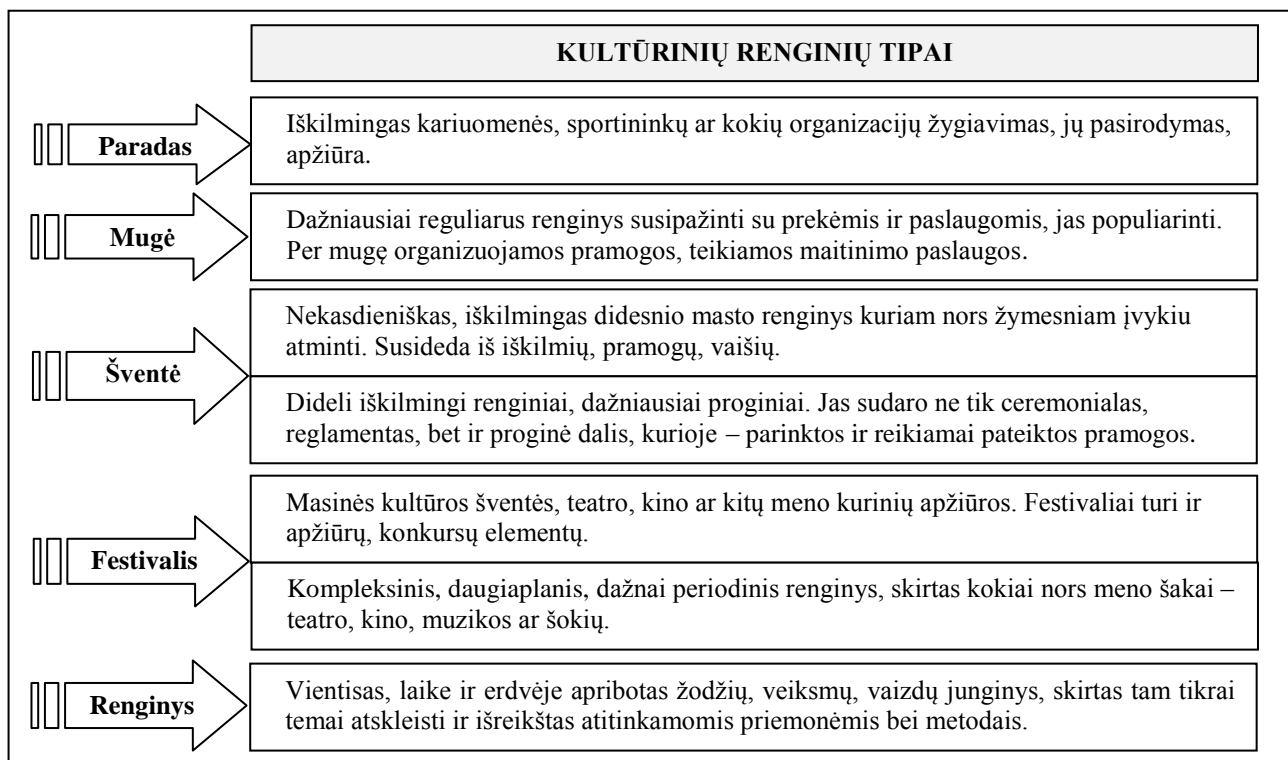 KULTŪRINIŲ RENGINIŲ TIPAI
Paradas
Iškilmingas kariuomenės, sportininkų ar kokių organizacijų žygiavimas, jų pasirodymas,
apžiūra.
Mugė
Dažniausiai reguliarus renginys susipažinti su prekėmis ir paslaugomis, jas populiarinti.
Per mugę organizuojamos pramogos, teikiamos maitinimo paslaugos.
Šventė
Nekasdieniškas, iškilmingas didesnio masto renginys kuriam nors žymesniam įvykiu
atminti. Susideda iš iškilmių, pramogų, vaišių.
Dideli iškilmingi renginiai, dažniausiai proginiai. Jas sudaro ne tik ceremonialas,
reglamentas, bet ir proginė dalis, kurioje – parinktos ir reikiamai pateiktos pramogos.
Festivalis
Masinės kultūros šventės, teatro, kino ar kitų meno kurinių apžiūros. Festivaliai turi ir
apžiūrų, konkursų elementų.
Kompleksinis, daugiaplanis, dažnai periodinis renginys, skirtas kokiai nors meno šakai –
teatro, kino, muzikos ar šokių.
Renginys
Vientisas, laike ir erdvėje apribotas žodžių, veiksmų, vaizdų junginys, skirtas tam tikrai
temai atskleisti ir išreikštas atitinkamomis priemonėmis bei metodais.